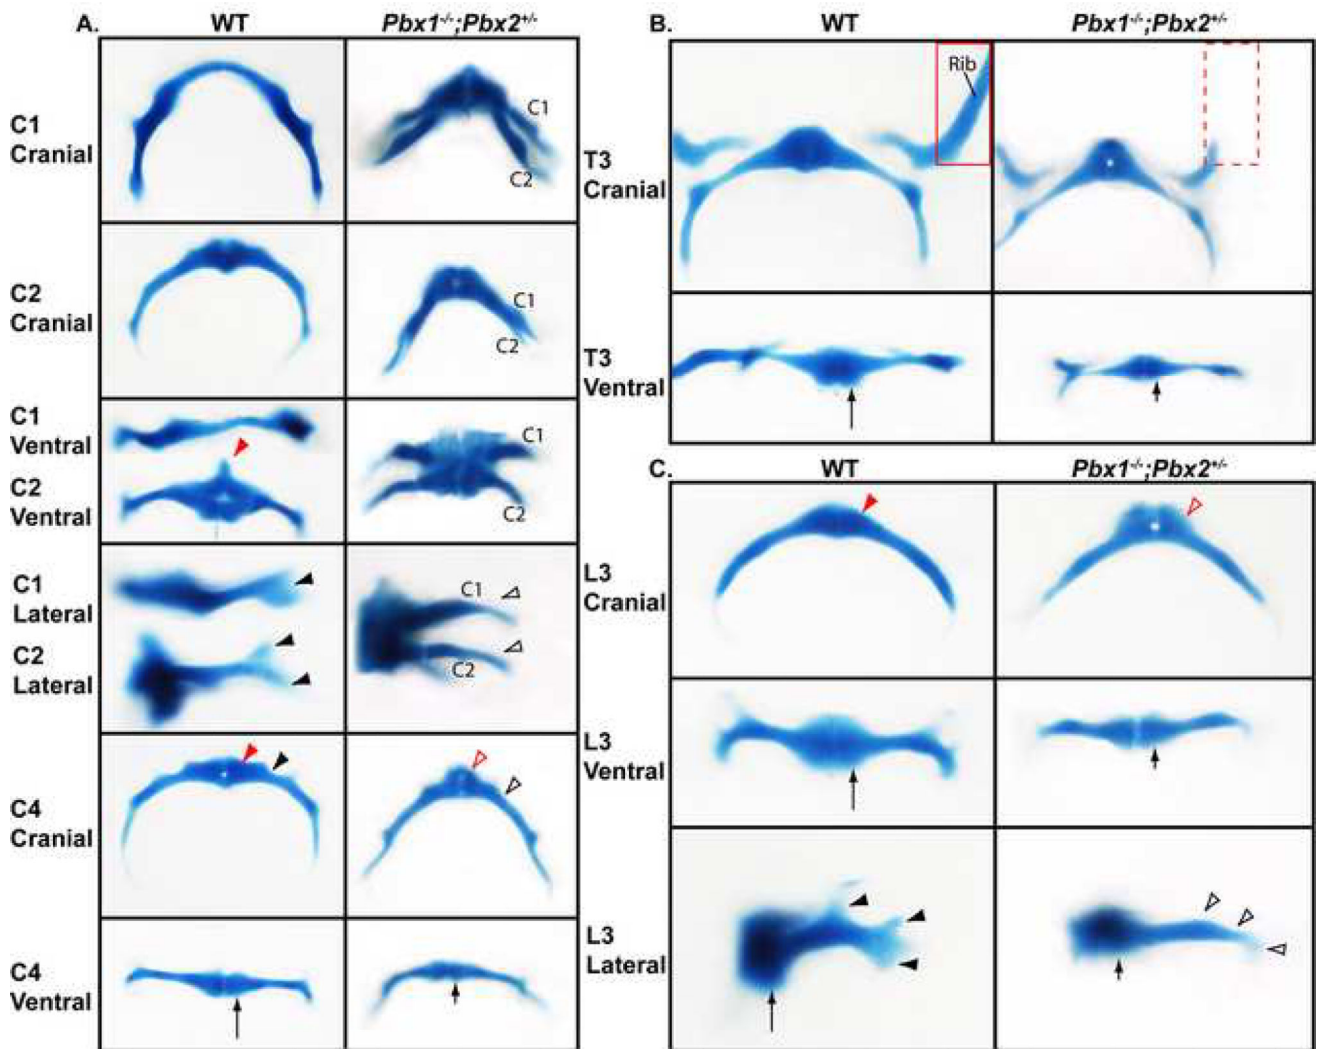 A.
WT
Pbx1-/-;Pbx2+/-
C1
Cranial
C1
C2
C2
Cranial
C1
C2
C1
Ventral
C2
Ventral
C1
C2
C1
Lateral
C2
Lateral
C1
C2
C4
Cranial
C4
Ventral
B.
WT
Pbx1-/-;Pbx2+/-
Rib
T3
Cranial
T3
Ventral
C.
WT
Pbx1-/-;Pbx2+/-
L3
Cranial
L3
Ventral
L3
Lateral